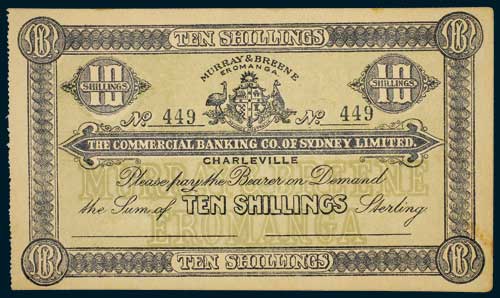 TEN SHILLINGS
MURRAY & BREENE
EROMANGA
10 SHILLINGS
10 SHILLINGS
No 449 No 449
THE COMMERCIAL BANKING CO. OF SYDNEY LIMITED.
CHARLEVILLE
MURRAY & BREENE
Please pay the Bearer on Demand
the Sum of TEN SHILLINGS Sterling
EROMANGA
TEN SHILLINGS